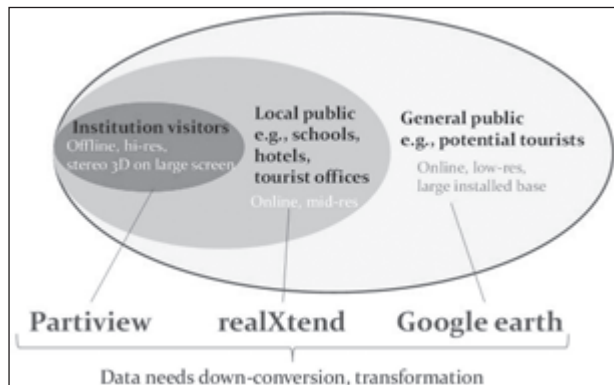 Institution visitors
Offline, hi-res,
stereo 3D on large screen
Local public
e.g., schools,
hotels,
tourist offices
Online, mid-res
General public
e.g., potential tourists
Online, low-res,
large installed base
Partiview
realXtend
Google earth
Data needs down-conversion, transformation